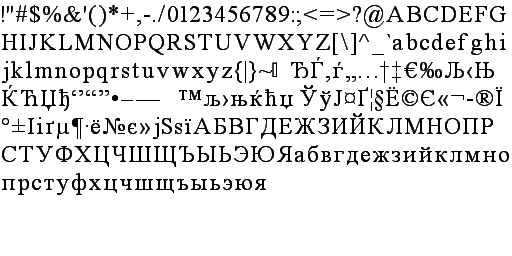 !"#$%&'()*+,-./0123456789:;<=>?@ABCDEFG
HIJKLMNOPQRSTUVWXYZ[\]^_`abcdefghi
jklmnopqrstuvwxyz{|}~ ЂЃ‚ѓ„…†‡€‰Љ‹Њ
ЌЋЏђ‘’“”•–— ™љ›њќћџ ЎўЈ¤Ґ¦§Ё©Є«¬-®Ї
°±Ііґµ¶·ё№є»јЅѕїАБВГДЕЖЗИЙКЛМНОПР
СТУФХЦЧШЩЪЫЬЭЮЯабвгдежзийклмно
прстуфхцчшщъыьэюя